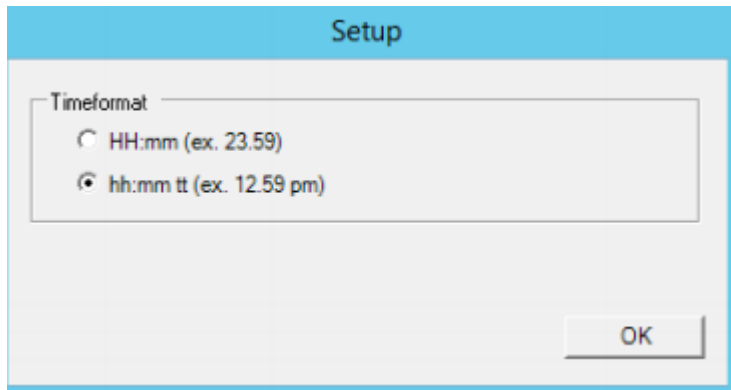 Setup
Timeformat
HH:mm (ex. 23.59)
hh:mm tt (ex. 12.59 pm)
OK